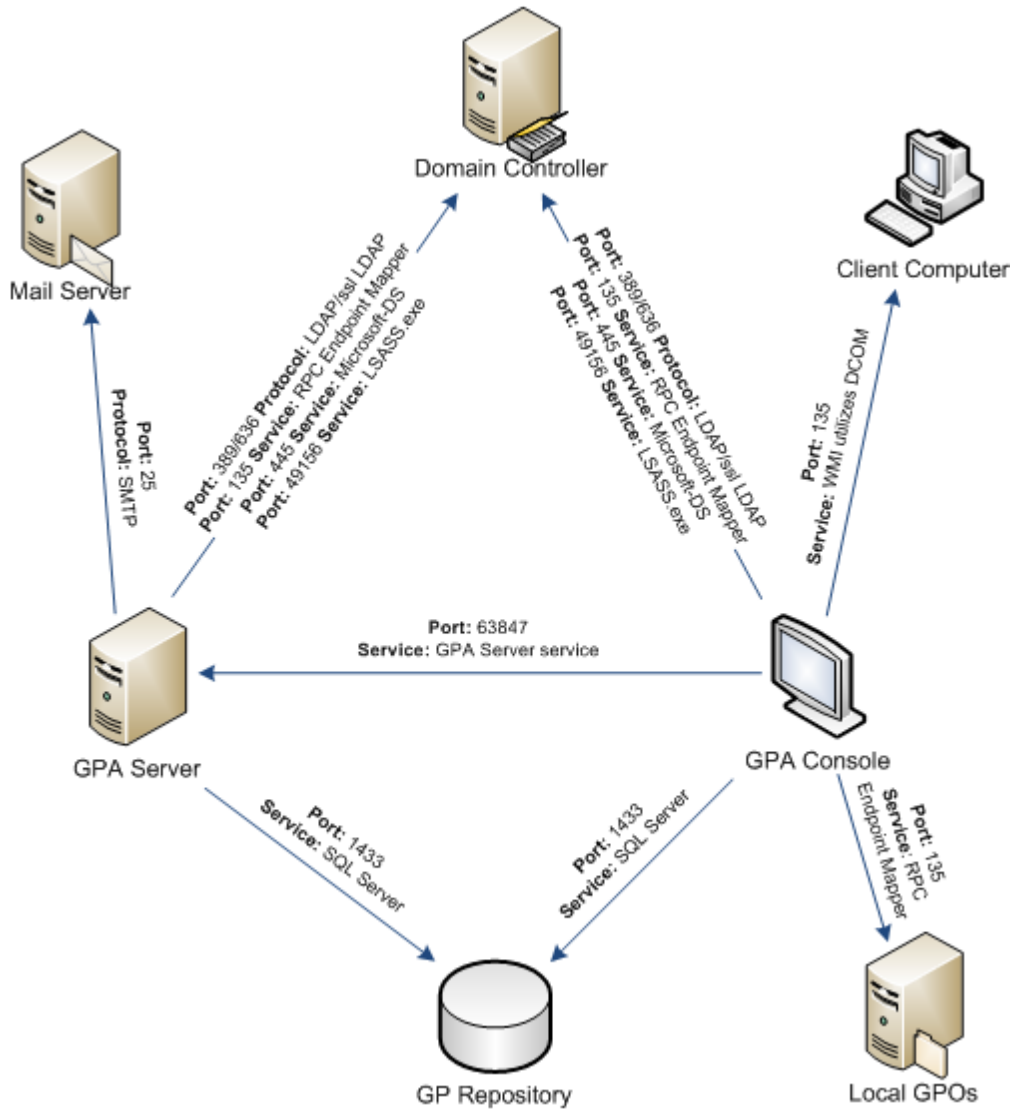 Domain Controller
Mail Server
Client Computer
Port: 389/636 Protocol: LDAP/ssl LDAP
Port: 135 Service: RPC Endpoint Mapper
Port: 445 Service: Microsoft-DS
Port: 49156 Service: LSASS.exe
Port: 389/636 Protocol: LDAP/ssl LDAP
Port: 135 Service: RPC Endpoint Mapper
Port: 445 Service: Microsoft-DS
Port: 49156 Service: LSASS.exe
Port: 25
Protocol: SMTP
Port: 135
Service: WMI utilizes DCOM
Port: 63847
Service: GPA Server service
GPA Server
GPA Console
Port: 1433
Service: SQL Server
Port: 1433
Service: SQL Server
Port: 135
Service: RPC
Endpoint Mapper
GP Repository
Local GPOs